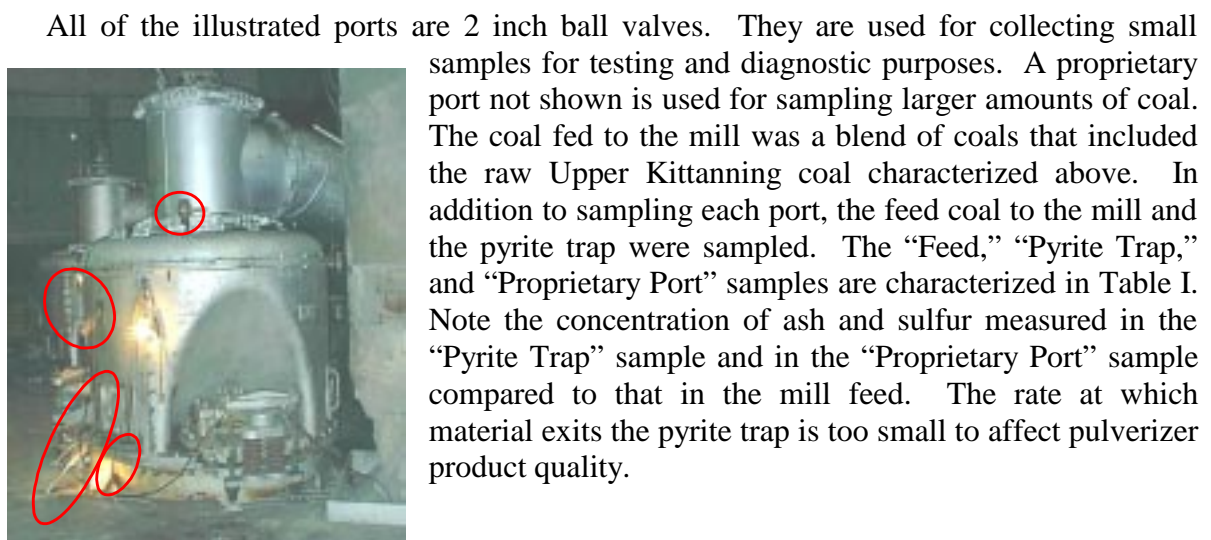 All of the illustrated ports are 2 inch ball valves. They are used for collecting small
samples for testing and diagnostic purposes. A proprietary
port not shown is used for sampling larger amounts of coal.
The coal fed to the mill was a blend of coals that included
the raw Upper Kittanning coal characterized above. In
addition to sampling each port, the feed coal to the mill and
the pyrite trap were sampled. The “Feed,” “Pyrite Trap,”
and “Proprietary Port” samples are characterized in Table I.
Note the concentration of ash and sulfur measured in the
“Pyrite Trap” sample and in the “Proprietary Port” sample
compared to that in the mill feed. The rate at which
material exits the pyrite trap is too small to affect pulverizer
product quality.